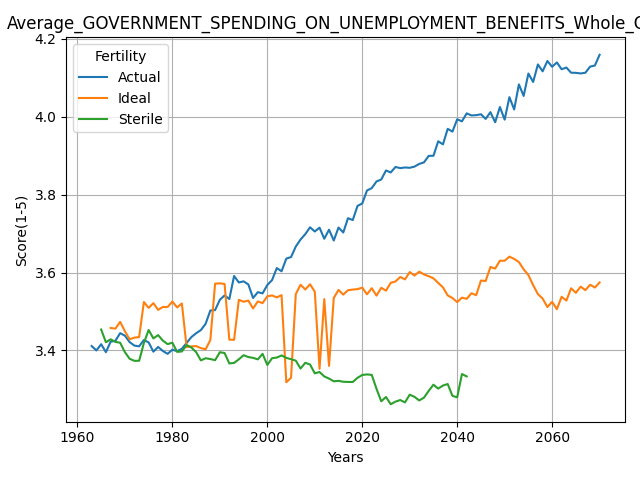 Average_GOVERNMENT_SPENDING_ON_UNEMPLOYMENT_BENEFITS_Whole_
Fertility
Actual
Ideal
Sterile
Score(1-5)
4.2
4.0
3.8
3.6
3.4
1960 1980 2000 2020 2040 2060
Years